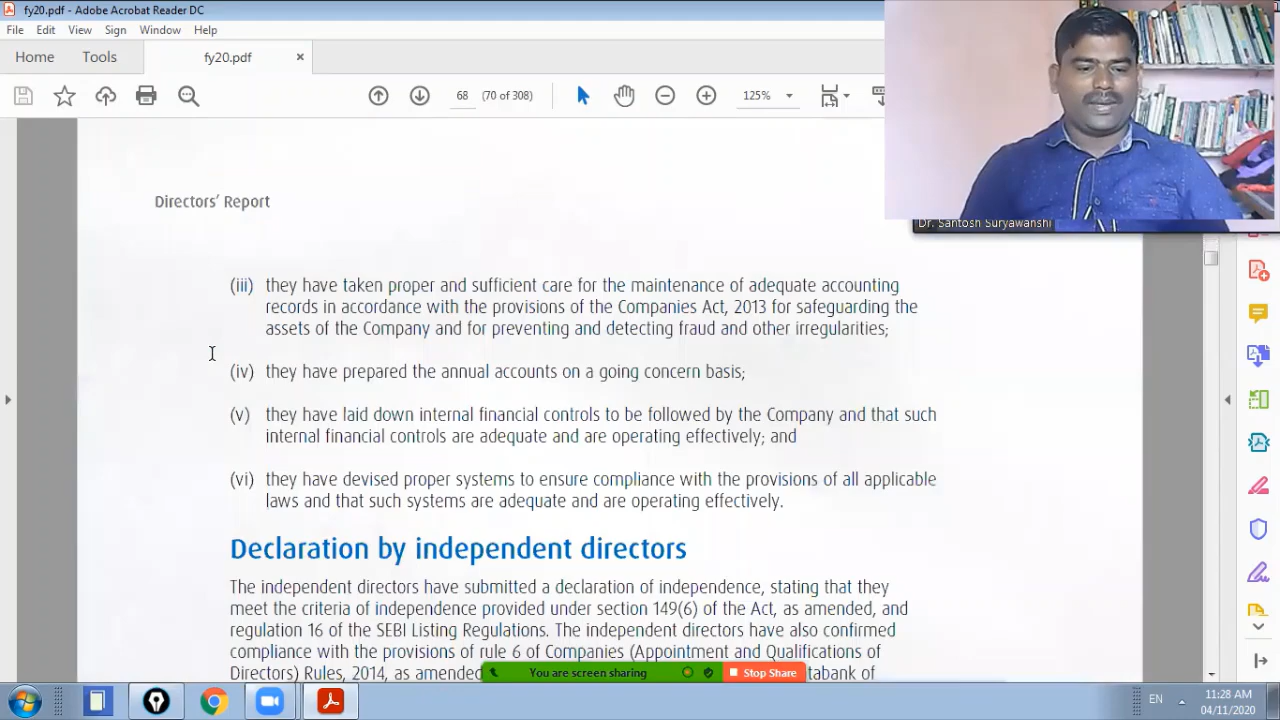 fy20.pdf - Adobe Acrobat Reader DC
File Edit View Window Help
Home Tools fy20.pdf ×
68 (70 of 308) 125%
Dr. Santosh Suryawanshi
Directors' Report
(iii) they have taken proper and sufficient care for the maintenance of adequate accounting
records in accordance with the provisions of the Companies Act, 2013 for safeguarding the
assets of the Company and for preventing and detecting fraud and other irregularities;
(iv) they have prepared the annual accounts on a going concern basis;
(v) they have laid down internal financial controls to be followed by the Company and that such
internal financial controls are adequate and are operating effectively; and
(vi) they have devised proper systems to ensure compliance with the provisions of all applicable
laws and that such systems are adequate and are operating effectively.
Declaration by independent directors
The independent directors have submitted a declaration of independence, stating that they
meet the criteria of independence provided under section 149(6) of the Act, as amended, and
regulation 16 of the SEBI Listing Regulations. The independent directors have also confirmed
compliance with the provisions of rule 6 of Companies (Appointment and Qualifications of
Directors) Rules, 2014, as amended tabank of
You are screen sharing Stop Share
EN 11:28 AM
04/11/2020